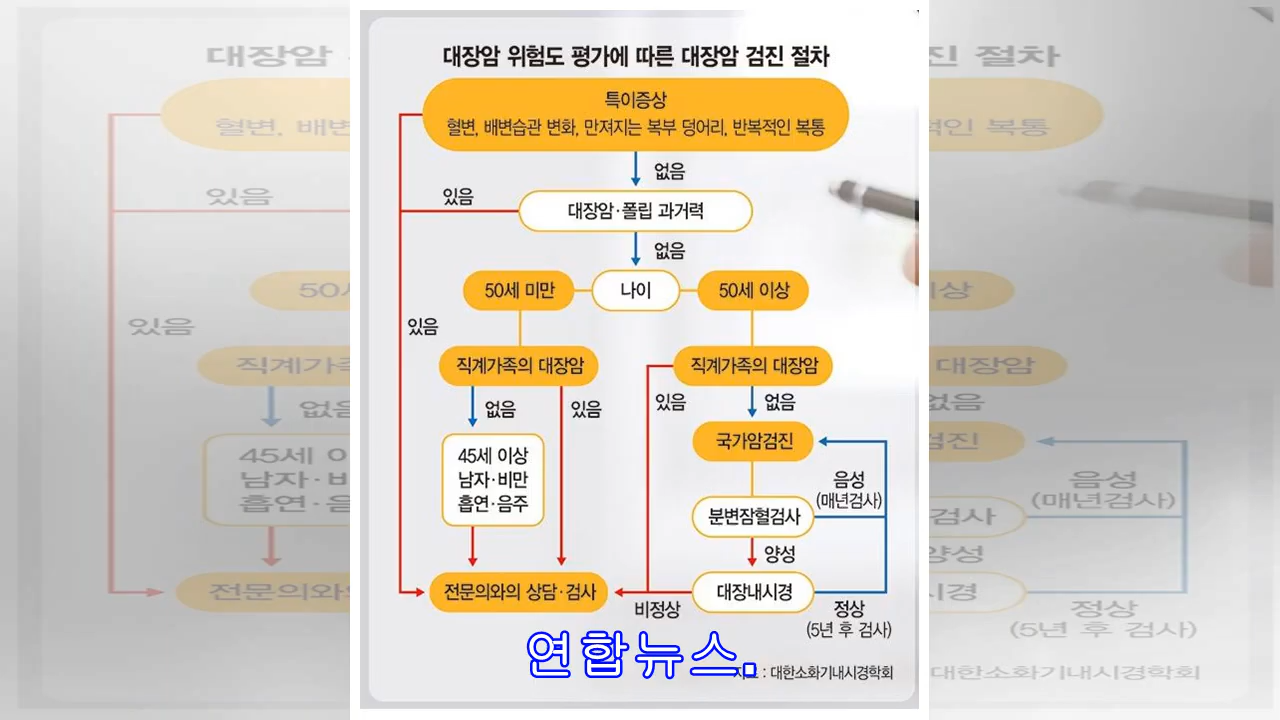 대장암 위험도 평가에 따른 대장암 검진 절차
특이증상
혈변, 배변습관 변화, 만져지는 복부 덩어리, 반복적인 복통
없음
있음
대장암·폴립 과거력
없음
50세 미만
나이
50세 이상
있음
직계가족의 대장암
직계가족의 대장암
없음
있음
있음
없음
45세 이상
남자·비만
흡연·음주
국가암검진
음성
(매년검사)
분변잠혈검사
양성
전문의와의 상담·검사
비정상
대장내시경
정상
(5년 후 검사)
연합뉴스.
: 대한소화기내시경학회